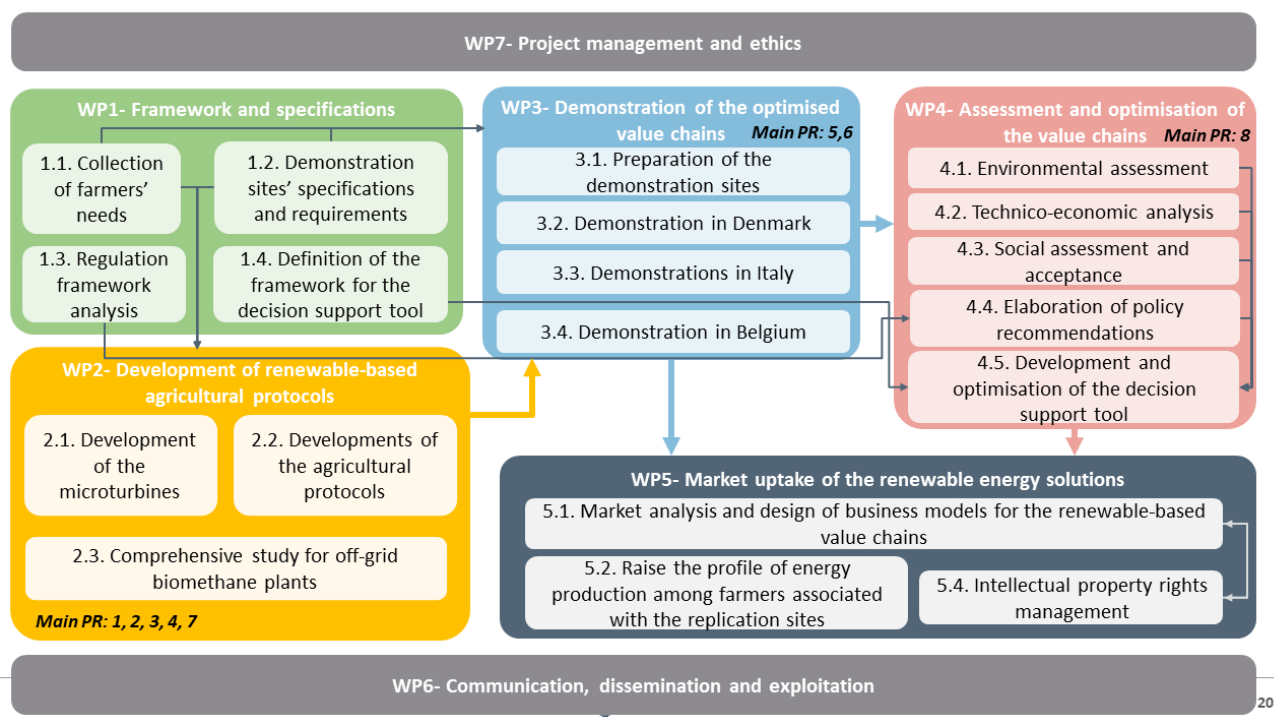 WP7- Project management and ethics
WP1- Framework and specifications
1.1. Collection
of farmers’
needs
1.2. Demonstration
sites’ specifications
and requirements
1.3. Regulation
framework
analysis
1.4. Definition of the
framework for the
decision support tool
WP2- Development of renewable-based
agricultural protocols
2.1. Development
of the
microturbines
2.2. Developments of
the agricultural
protocols
2.3. Comprehensive study for off-grid
biomethane plants
Main PR: 1, 2, 3, 4, 7
WP3- Demonstration of the optimised
value chains Main PR: 5,6
3.1. Preparation of the
demonstration sites
3.2. Demonstration in Denmark
3.3. Demonstrations in Italy
3.4. Demonstration in Belgium
WP4- Assessment and optimisation of
the value chains Main PR: 8
4.1. Environmental assessment
4.2. Technico-economic analysis
4.3. Social assessment and
acceptance
4.4. Elaboration of policy
recommendations
4.5. Development and
optimisation of the decision
support tool
WP5- Market uptake of the renewable energy solutions
5.1. Market analysis and design of business models for the renewable-based
value chains
5.2. Raise the profile of energy
production among farmers associated
with the replication sites
5.4. Intellectual property rights
management
WP6- Communication, dissemination and exploitation
20